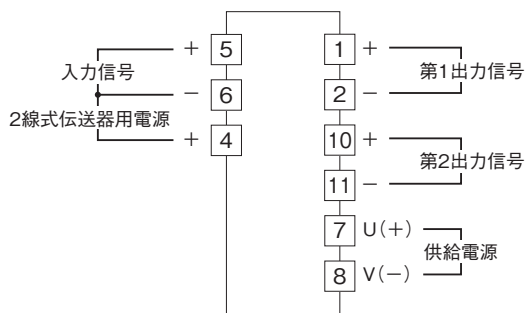 入力信号
2線式伝送器用電源
+ 5
− 6
+ 4
1 +
2 −
第1出力信号
10 +
11 −
第2出力信号
7 U(+)
8 V(−)
供給電源